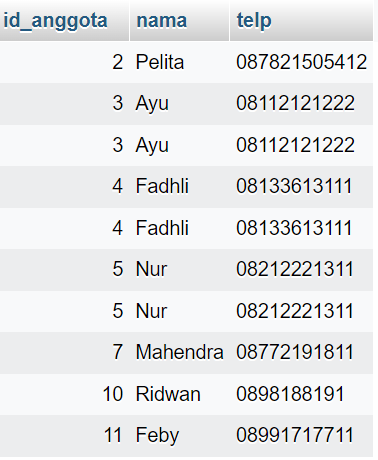 id_anggota nama telp
2 Pelita 087821505412
3 Ayu 08112121222
3 Ayu 08112121222
4 Fadhli 08133613111
4 Fadhli 08133613111
5 Nur 08212221311
5 Nur 08212221311
7 Mahendra 08772191811
10 Ridwan 0898188191
11 Feby 08991717711